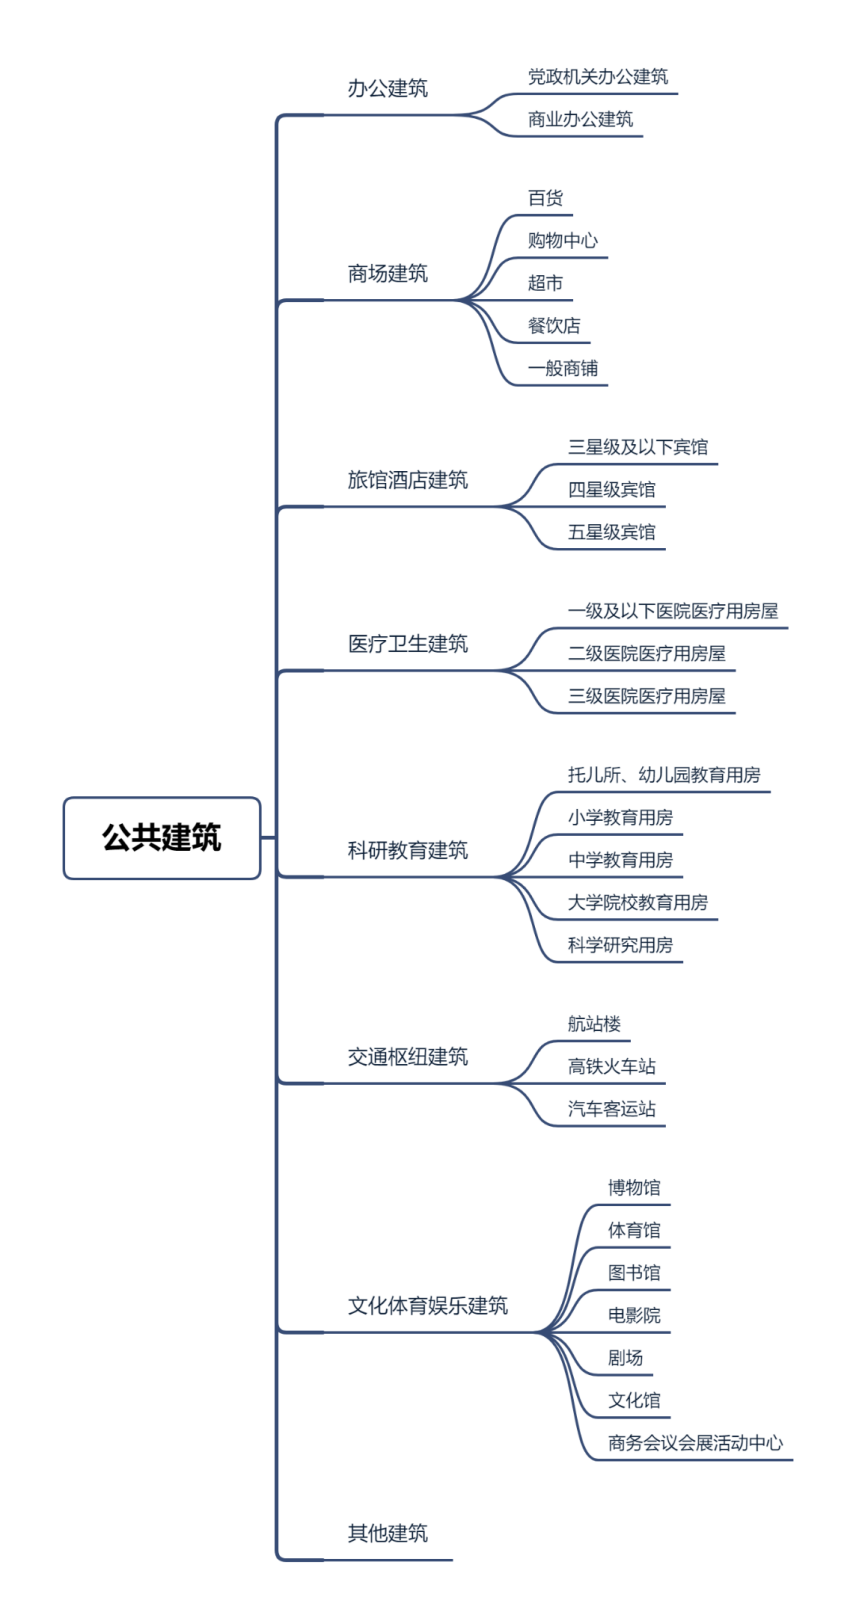 公共建筑
办公建筑
党政机关办公建筑
商业办公建筑
商场建筑
百货
购物中心
超市
餐饮店
一般商铺
旅馆酒店建筑
三星级及以下宾馆
四星级宾馆
五星级宾馆
医疗卫生建筑
一级及以下医院医疗用房屋
二级医院医疗用房屋
三级医院医疗用房屋
科研教育建筑
托儿所、幼儿园教育用房
小学教育用房
中学教育用房
大学院校教育用房
科学研究用房
交通枢纽建筑
航站楼
高铁火车站
汽车客运站
文化体育娱乐建筑
博物馆
体育馆
图书馆
电影院
剧场
文化馆
商务会议会展活动中心
其他建筑